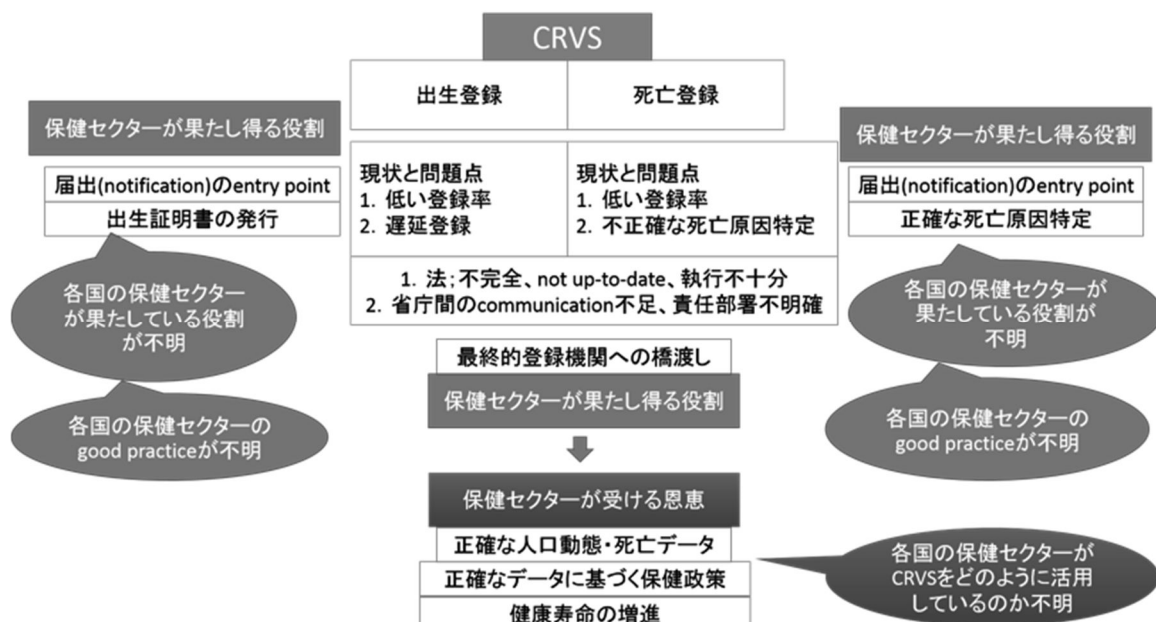 CRVS
出生登録
死亡登録
保健セクターが果たし得る役割
届出(notification)のentry point
出生証明書の発行
各国の保健セクター
が果たしている役割
が不明
各国の保健セクターの
good practiceが不明
現状と問題点
1. 低い登録率
2. 遅延登録
現状と問題点
1. 低い登録率
2. 不正確な死亡原因特定
1. 法；不完全、not up-to-date、執行不十分
2. 省庁間のcommunication不足、責任部署不明確
保健セクターが果たし得る役割
届出(notification)のentry point
正確な死亡原因特定
各国の保健セクターが
果たしている役割が
不明
各国の保健セクターの
good practiceが不明
最終的登録機関への橋渡し
保健セクターが果たし得る役割
保健セクターが受ける恩恵
正確な人口動態・死亡データ
正確なデータに基づく保健政策
健康寿命の増進
各国の保健セクターが
CRVSをどのように活用
しているのか不明